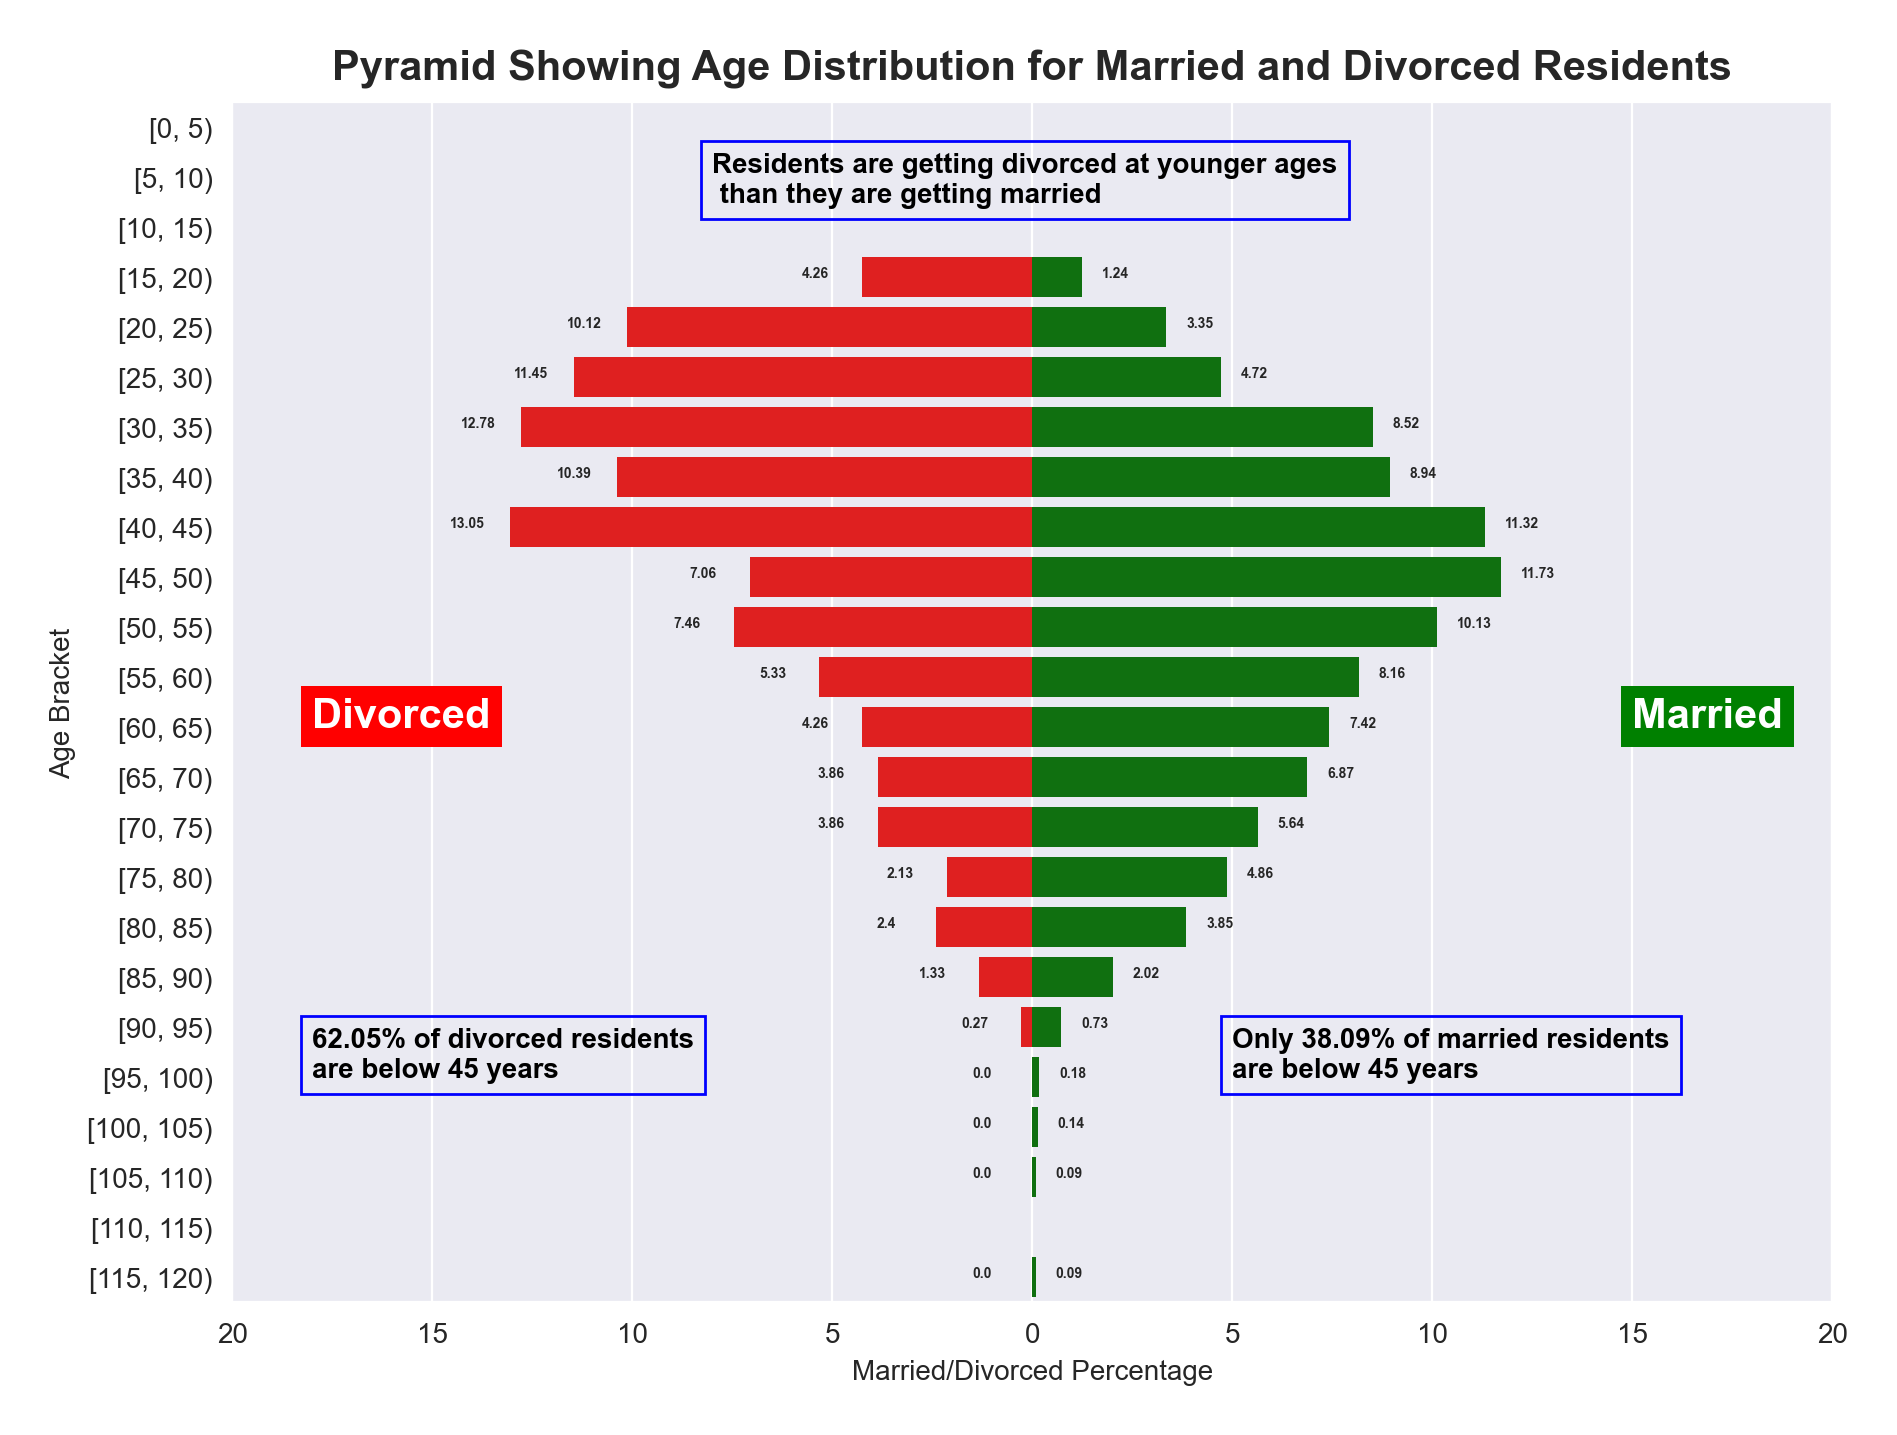 Pyramid Showing Age Distribution for Married and Divorced Residents
[0, 5)
Residents are getting divorced at younger ages
than they are getting married
[5, 10)
[10, 15)
[15, 20) 4.26 1.24
[20, 25) 10.12 3.35
[25, 30) 11.45 4.72
[30, 35) 12.78 8.52
[35, 40) 10.39 8.94
[40, 45) 13.05 11.32
[45, 50) 7.06 11.73
[50, 55) 7.46 10.13
[55, 60) 5.33 8.16
Age Bracket
Divorced
Married
[60, 65) 4.26 7.42
[65, 70) 3.86 6.87
[70, 75) 3.86 5.64
[75, 80) 2.13 4.86
[80, 85) 2.4 3.85
[85, 90) 1.33 2.02
[90, 95) 0.27 0.73
62.05% of divorced residents
are below 45 years
Only 38.09% of married residents
are below 45 years
[95, 100) 0.0 0.18
[100, 105) 0.0 0.14
[105, 110) 0.0 0.09
[110, 115)
[115, 120) 0.0 0.09
20 15 10 5 0 5 10 15 20
Married/Divorced Percentage